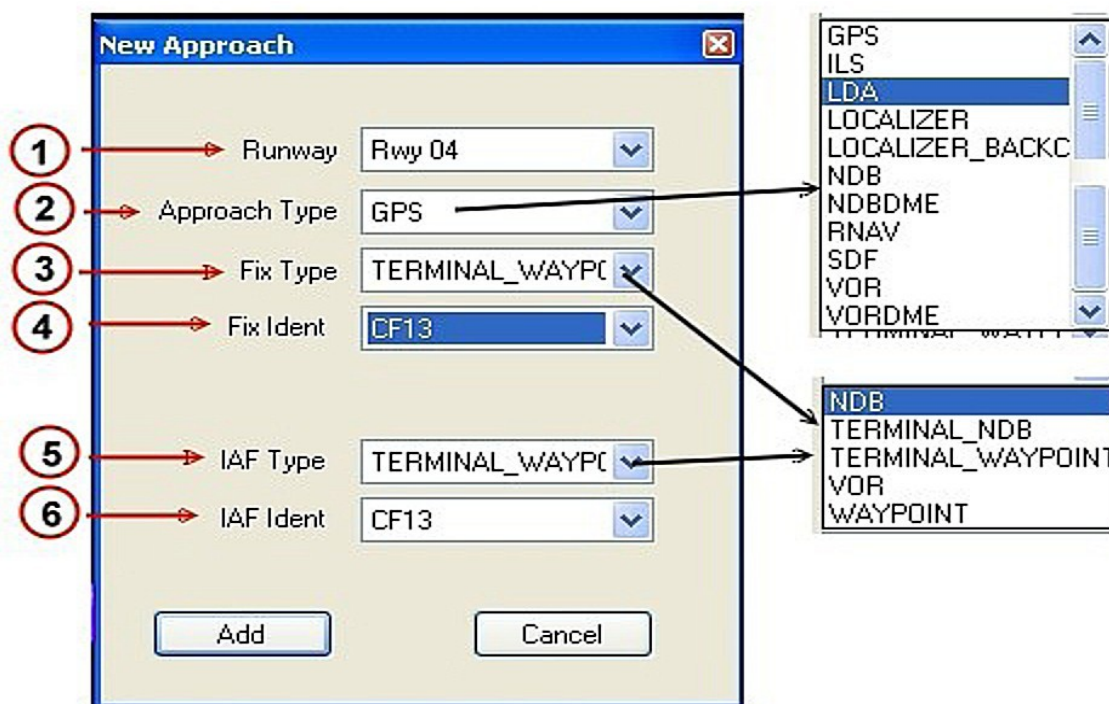 New Approach
1 Runway Rwy 04
2 Approach Type GPS
3 Fix Type TERMINAL_WAYPO
4 Fix Ident CF13
5 IAF Type TERMINAL_WAYPO
6 IAF Ident CF13
Add Cancel
GPS
ILS
LDA
LOCALIZER
LOCALIZER_BACKC
NDB
NDBDME
RNAV
SDF
VOR
VORDME
NDB
TERMINAL_NDB
TERMINAL_WAYPOINT
VOR
WAYPOINT